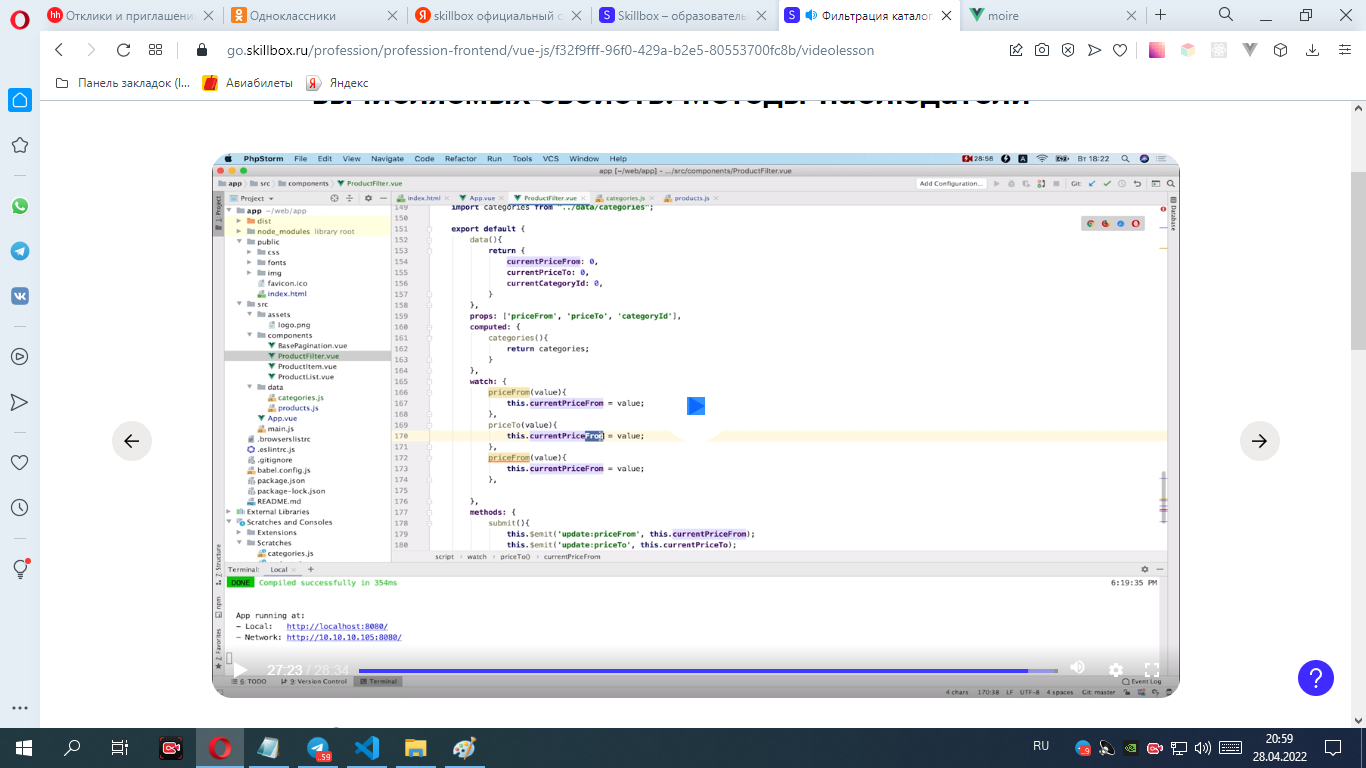 Отклики и приглашени
Одноклассники
skillbox официальный с
Skillbox – образователь
Фильтрация каталог
moire
go.skillbox.ru/profession/profession-frontend/vue-js/f32f9fff-96f0-429a-b2e5-80553700fc8b/videolesson
Панель закладок (І...
Авиабилеты
Яндекс
вычисляемых свойств. Методы-наблюдатели
PhpStorm File Edit View Navigate Code Refactor Run Tools VCS Window Help
28:58
Вт 18:22
app [~/web/app] – .../src/components/ProductFilter.vue
app › src › components › ProductFilter.vue
Add Configuration...
Git:
Project
index.html
App.vue
ProductFilter.vue
categories.js
products.js
1: Project
Database
app ~/web/app
dist
node_modules library root
public
css
fonts
img
favicon.ico
index.html
src
assets
logo.png
components
BasePagination.vue
ProductFilter.vue
ProductItem.vue
ProductList.vue
data
categories.js
products.js
App.vue
main.js
.browserslistrc
.eslintrc.js
.gitignore
babel.config.js
package.json
package-lock.json
README.md
External Libraries
Scratches and Consoles
Extensions
Scratches
categories.js
149 import categories from "../data/categories";
150
151 export default {
152 data(){
153 return {
154 currentPriceFrom: 0,
155 currentPriceTo: 0,
156 currentCategoryId: 0,
157 }
158 },
159 props: ['priceFrom', 'priceTo', 'categoryId'],
160 computed: {
161 categories(){
162 return categories;
163 }
164 },
165 watch: {
166 priceFrom(value){
167 this.currentPriceFrom = value;
168 },
169 priceTo(value){
170 this.currentPriceFrom = value;
171 },
172 priceFrom(value){
173 this.currentPriceFrom = value;
174 },
175
176 },
177 methods: {
178 submit(){
179 this.$emit('update:priceFrom', this.currentPriceFrom);
180 this.$emit('update:priceTo', this.currentPriceTo);
script › watch › priceTo() › currentPriceFrom
Z: Structure
npm
2: Favorites
Terminal: Local × +
DONE Compiled successfully in 354ms
6:19:35 PM
App running at:
- Local: http://localhost:8080/
- Network: http://10.10.10.105:8080/
27:23 / 28:34
6: TODO
9: Version Control
Terminal
Event Log
4 chars 170:38 LF UTF-8 4 spaces Git: master
?
59
RU
20:59
28.04.2022